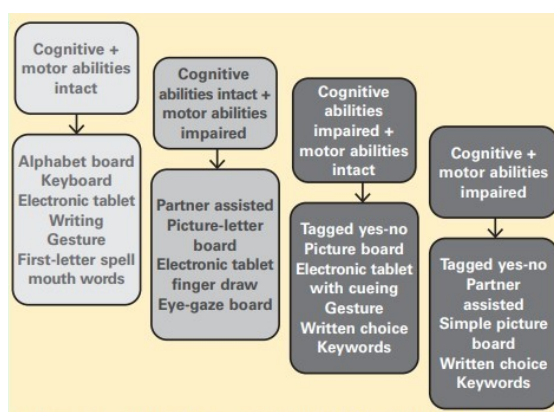 Cognitive +
motor abilities
intact
Alphabet board
Keyboard
Electronic tablet
Writing
Gesture
First-letter spell
mouth words
Cognitive
abilities intact +
motor abilities
impaired
Partner assisted
Picture-letter
board
Electronic tablet
finger draw
Eye-gaze board
Cognitive
abilities
impaired +
motor abilities
intact
Tagged yes-no
Picture board
Electronic tablet
with cueing
Gesture
Written choice
Keywords
Cognitive +
motor abilities
impaired
Tagged yes-no
Partner
assisted
Simple picture
board
Written choice
Keywords